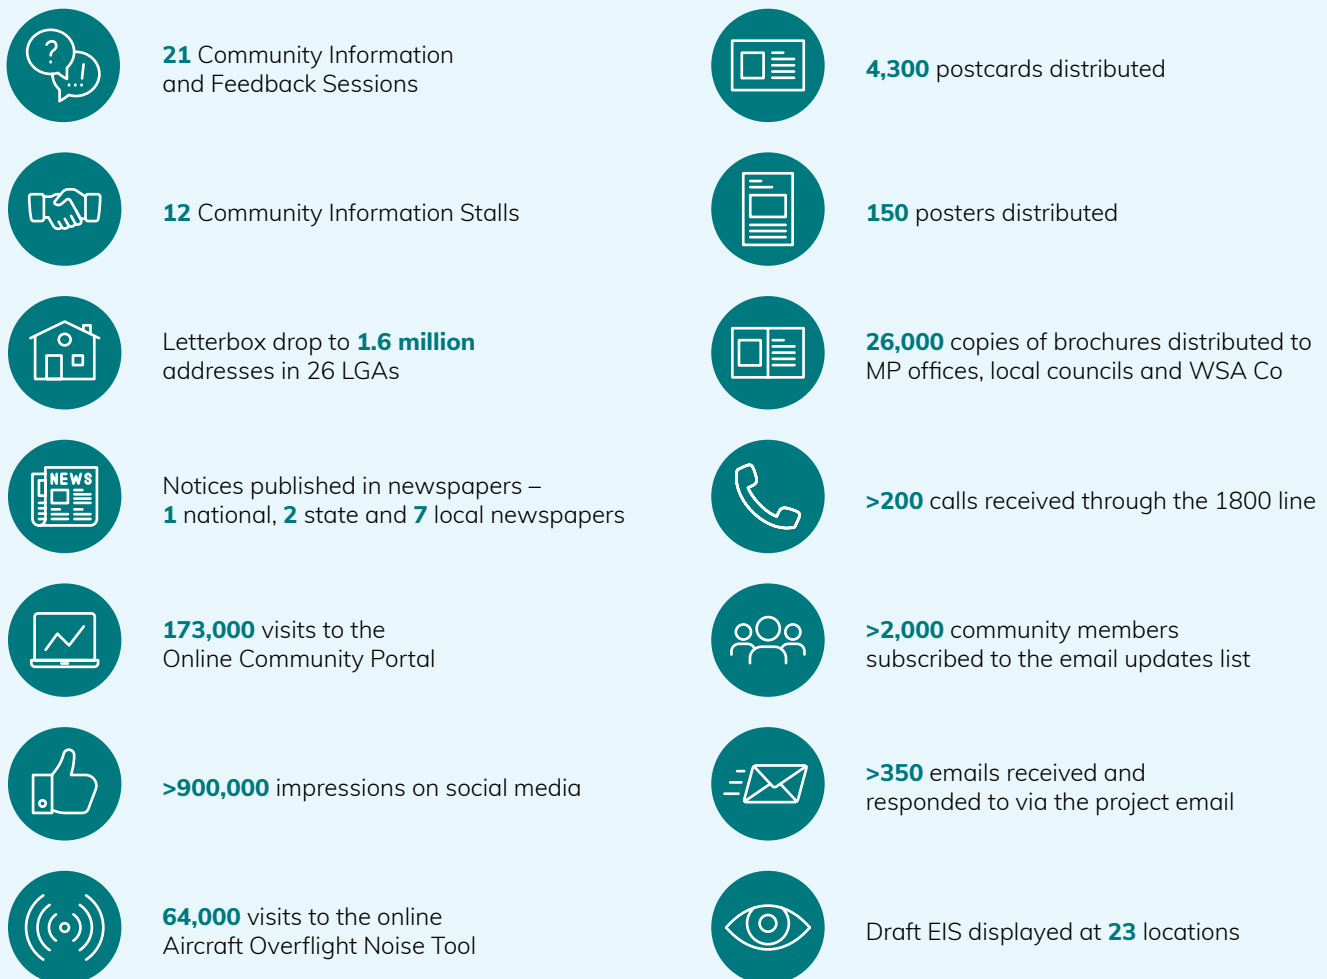 21 Community Information
and Feedback Sessions
12 Community Information Stalls
Letterbox drop to 1.6 million
addresses in 26 LGAs
NEWS
Notices published in newspapers –
1 national, 2 state and 7 local newspapers
173,000 visits to the
Online Community Portal
>900,000 impressions on social media
64,000 visits to the online
Aircraft Overflight Noise Tool
4,300 postcards distributed
150 posters distributed
26,000 copies of brochures distributed to
MP offices, local councils and WSA Co
>200 calls received through the 1800 line
>2,000 community members
subscribed to the email updates list
>350 emails received and
responded to via the project email
Draft EIS displayed at 23 locations